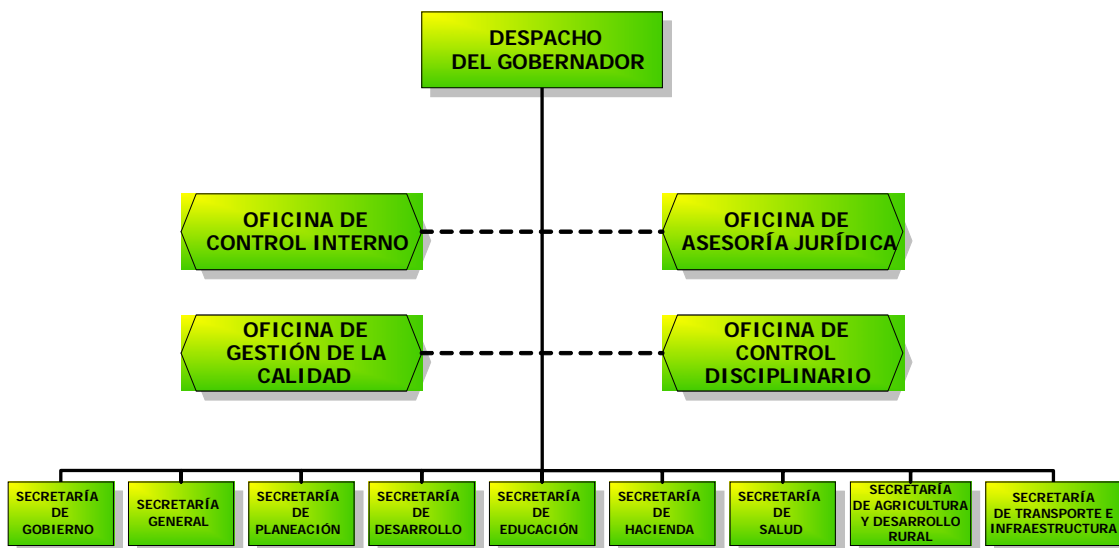 DESPACHO
DEL GOBERNADOR
OFICINA DE
CONTROL INTERNO
OFICINA DE
ASESORÍA JURÍDICA
OFICINA DE
GESTIÓN DE LA
CALIDAD
OFICINA DE
CONTROL
DISCIPLINARIO
SECRETARÍA
DE
GOBIERNO
SECRETARÍA
GENERAL
SECRETARÍA
DE
PLANEACIÓN
SECRETARÍA
DE
DESARROLLO
SECRETARÍA
DE
EDUCACIÓN
SECRETARÍA
DE
HACIENDA
SECRETARÍA
DE
SALUD
SECRETARÍA
DE AGRICULTURA
Y DESARROLLO
RURAL
SECRETARÍA
DE TRANSPORTE E
INFRAESTRUCTURA